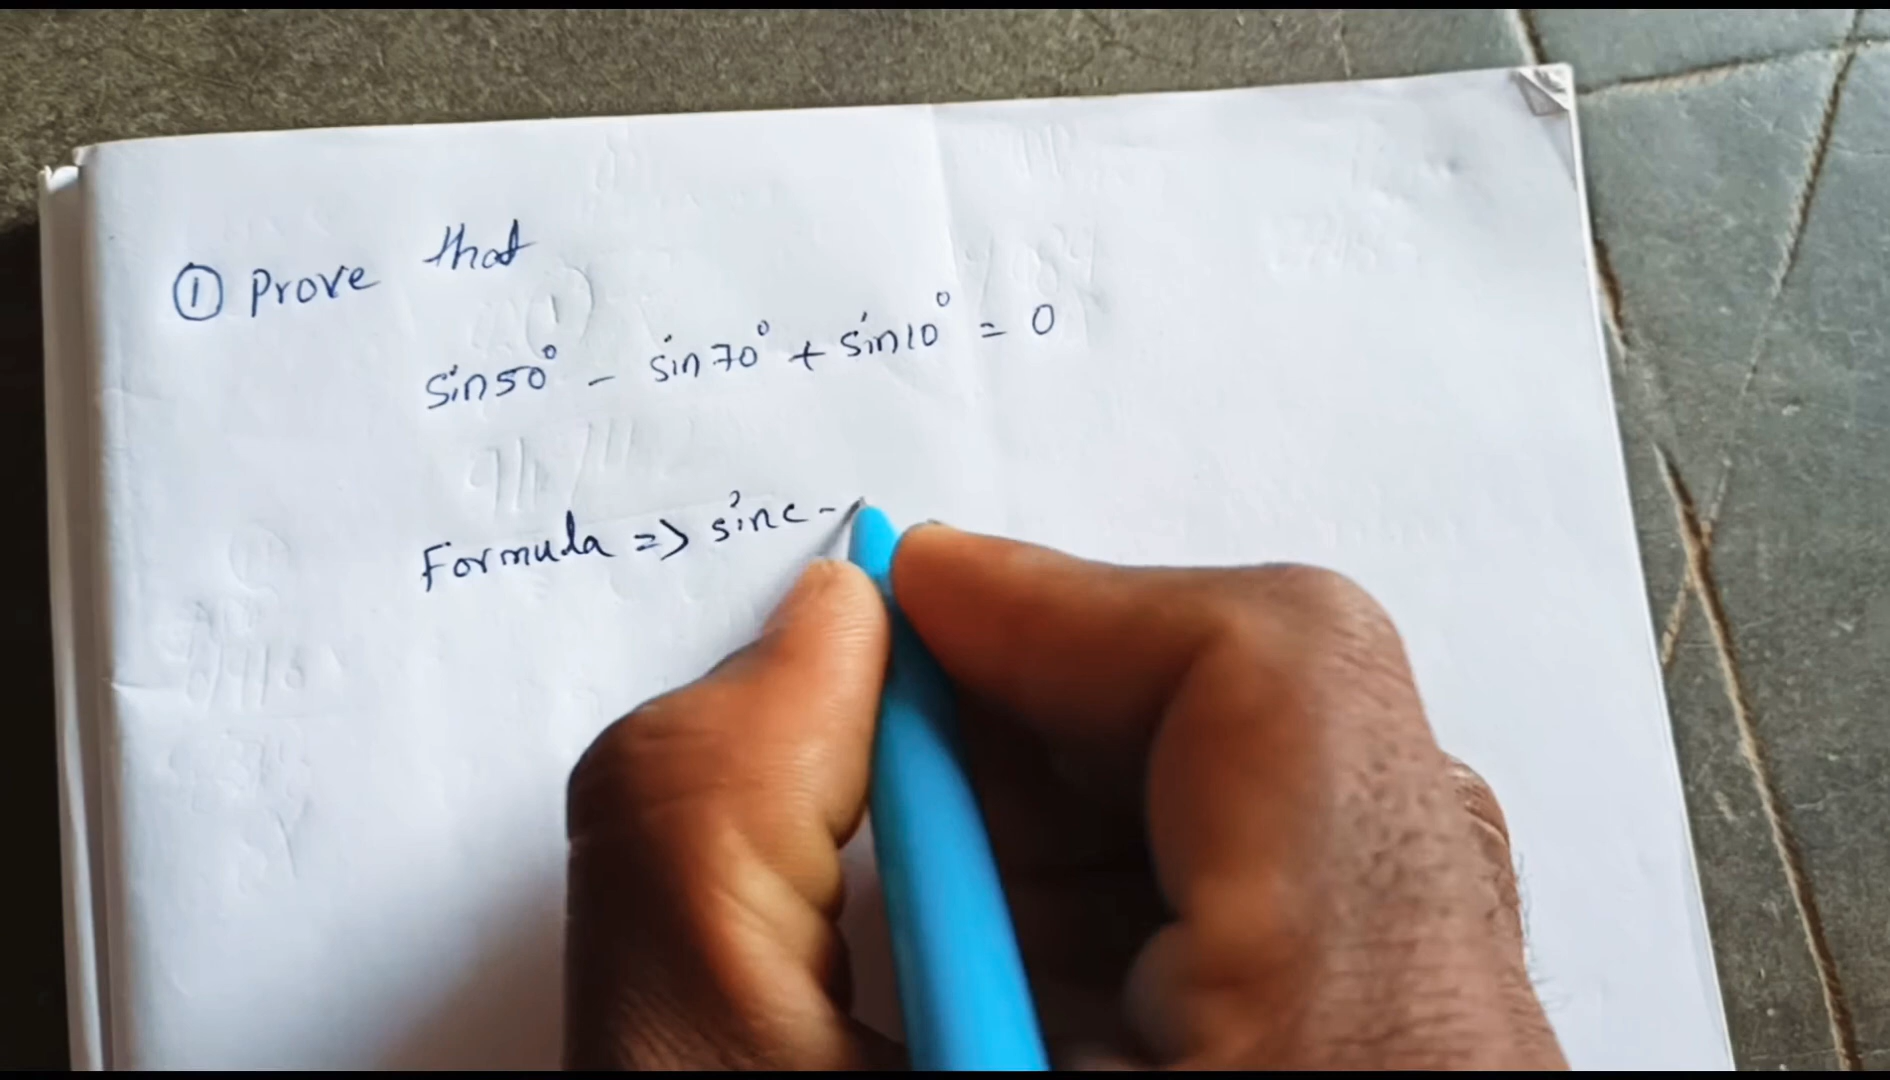 ① Prove that
sin50° - sin70° + sin10° = 0
Formula => sinc -